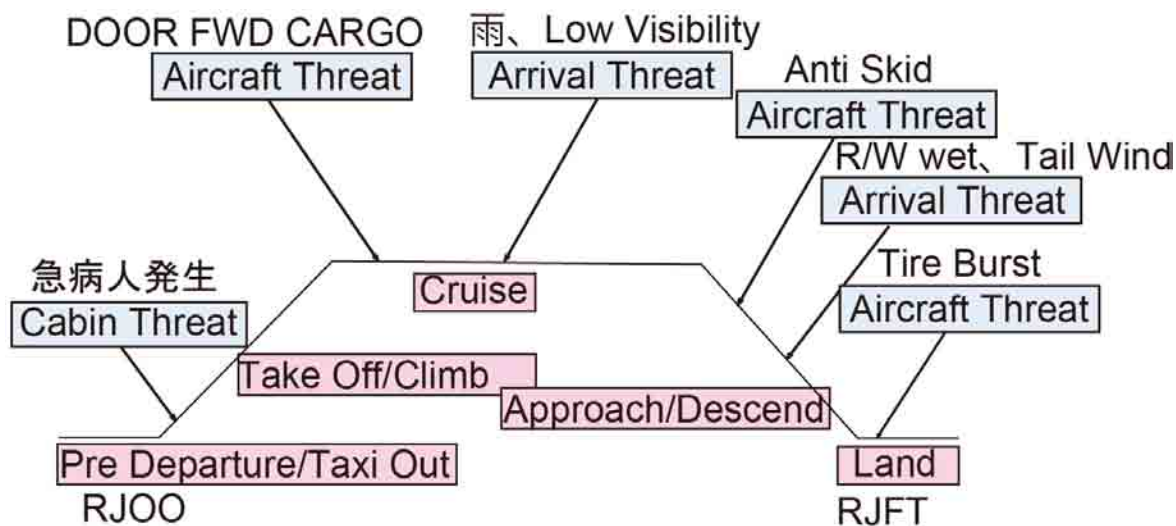 DOOR FWD CARGO
Aircraft Threat
雨、Low Visibility
Arrival Threat
Anti Skid
Aircraft Threat
R/W wet、Tail Wind
Arrival Threat
Tire Burst
Aircraft Threat
急病人発生
Cabin Threat
Cruise
Take Off/Climb
Approach/Descend
Pre Departure/Taxi Out
RJOO
Land
RJFT